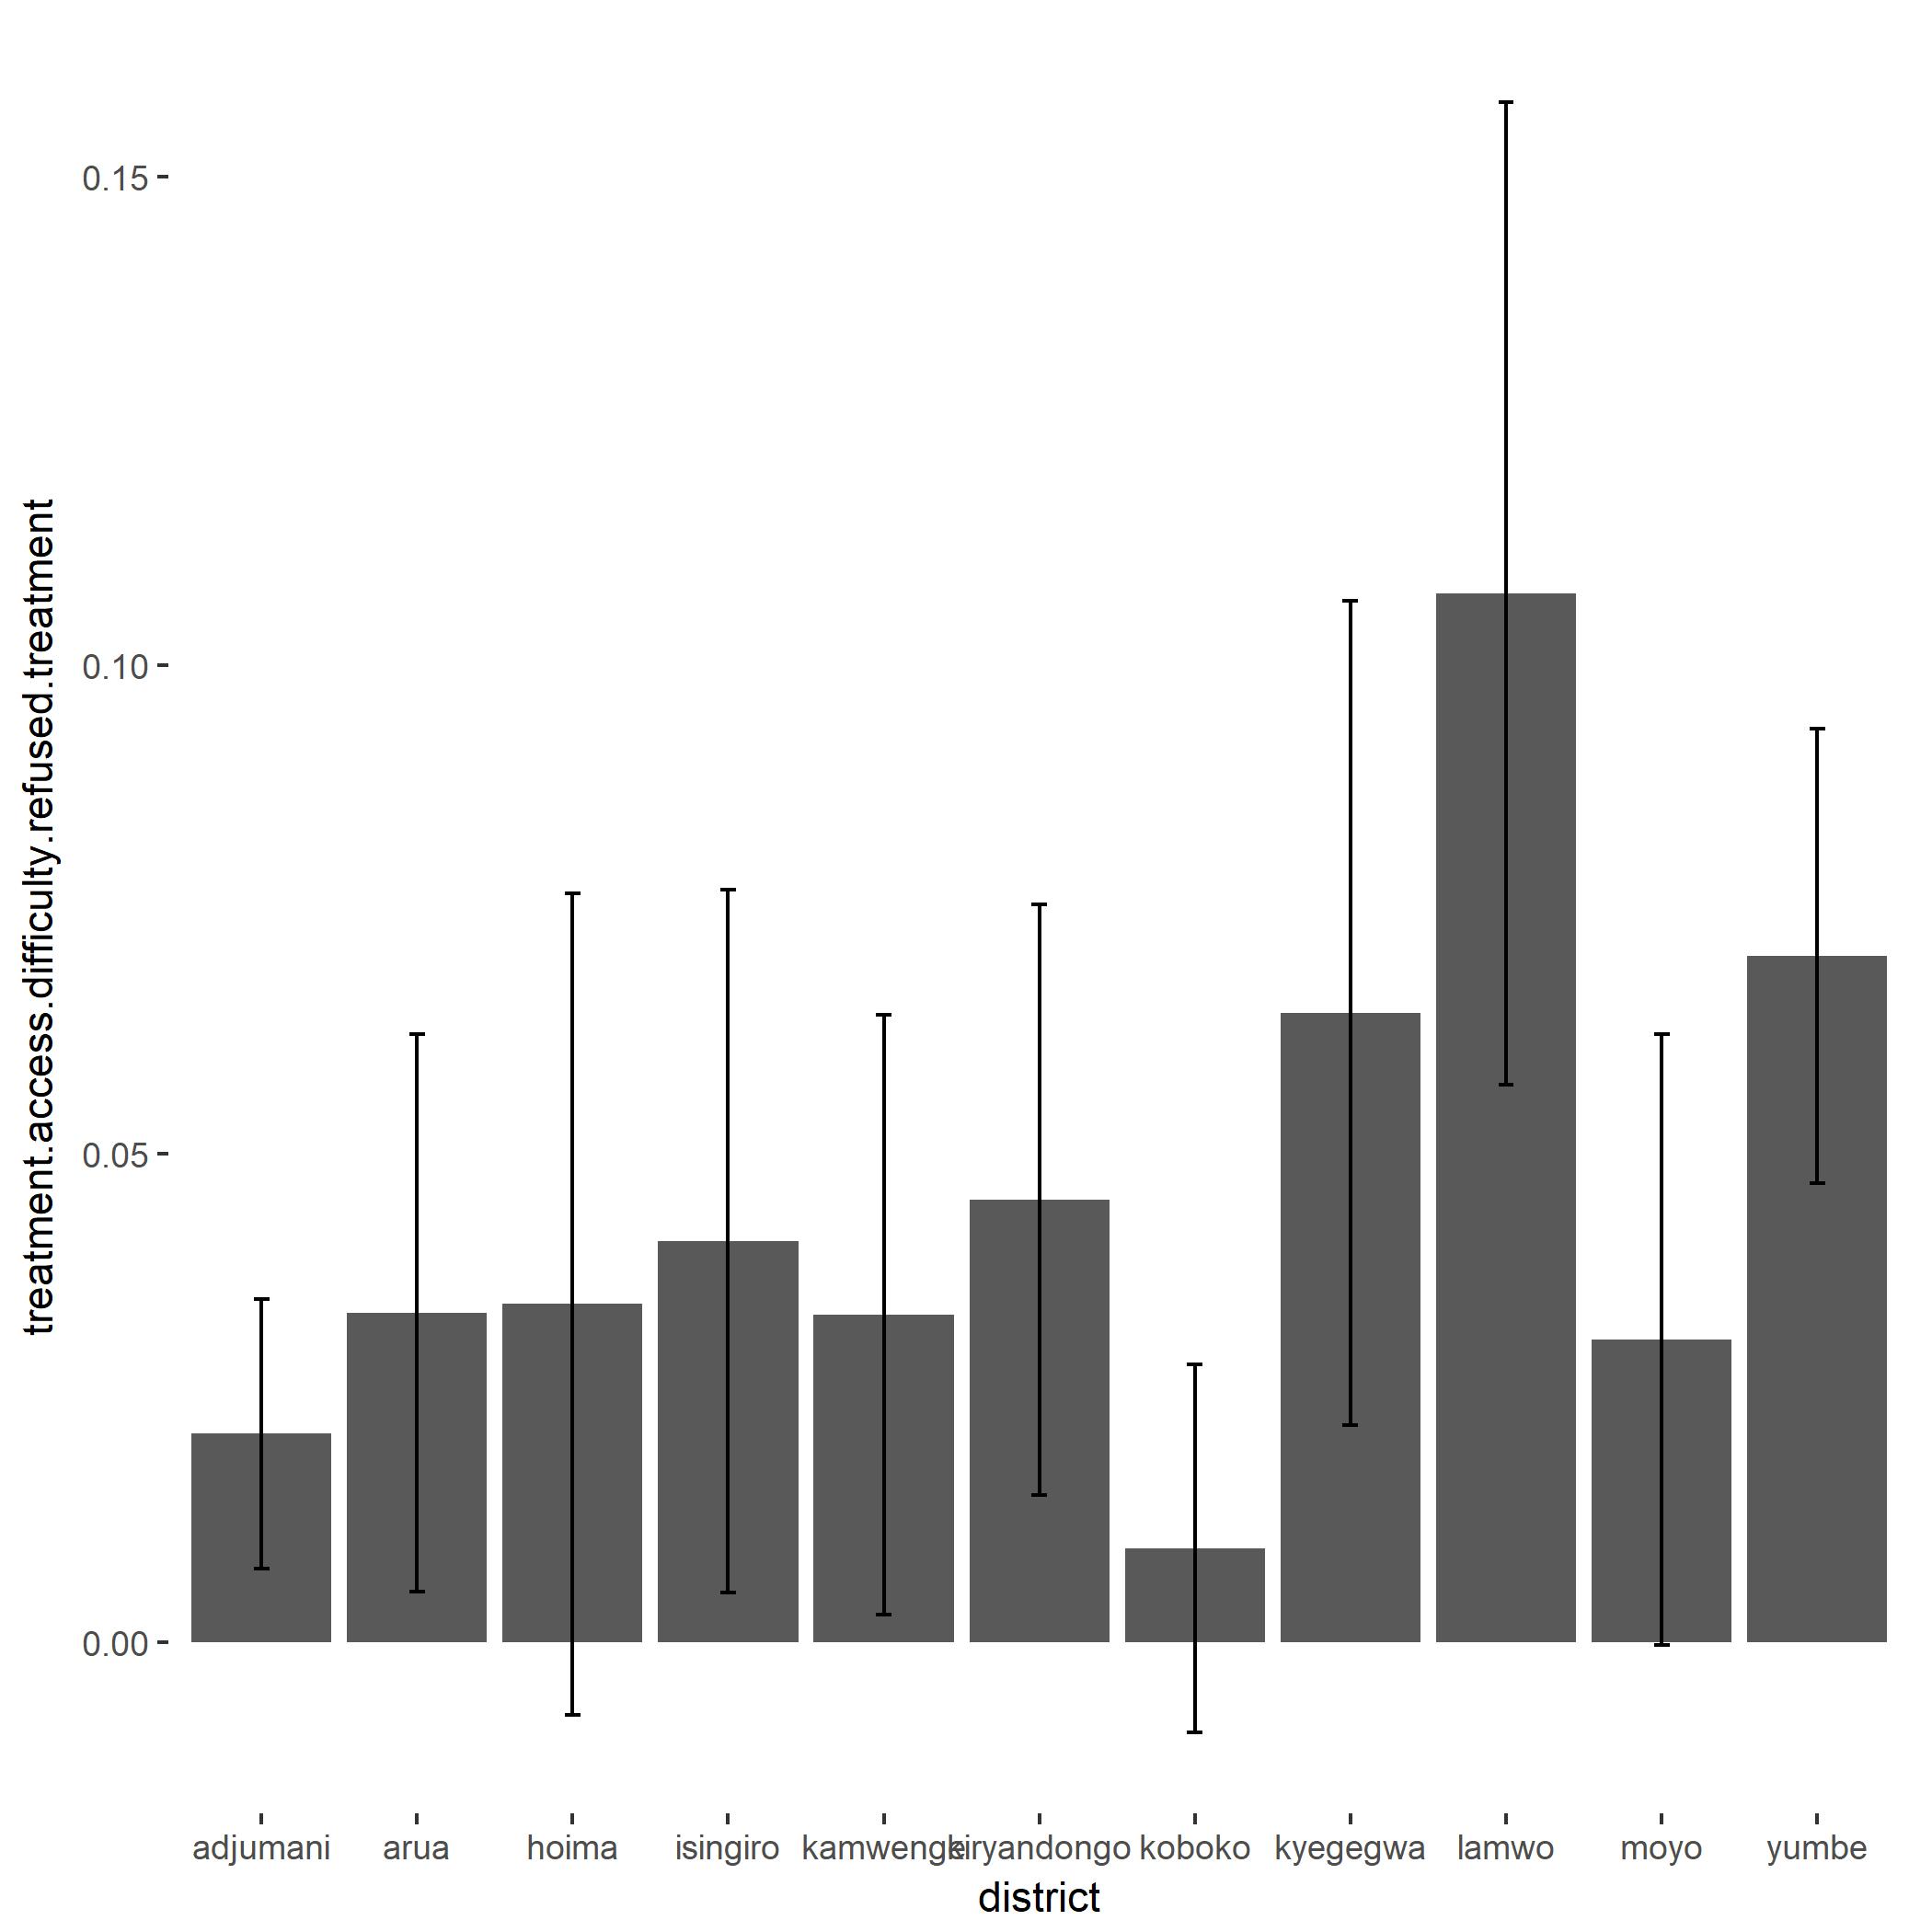 treatment.access.difficulty.refused.treatment
0.15
0.10
0.05
0.00
adjumani arua hoima isingiro kamwenge kiryandongo koboko kyegegwa lamwo moyo yumbe
district